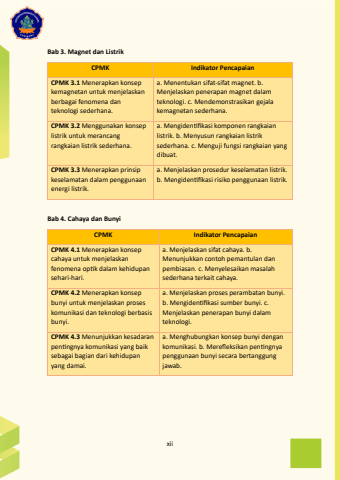 Bab 3. Magnet dan Listrik
CPMK
Indikator Pencapaian
CPMK 3.1 Menerapkan konsep
kemagnetan untuk menjelaskan
berbagai fenomena dan
teknologi sederhana.
a. Menentukan sifat-sifat magnet. b.
Menjelaskan penerapan magnet dalam
teknologi. c. Mendemonstrasikan gejala
kemagnetan sederhana.
CPMK 3.2 Menggunakan konsep
listrik untuk merancang
rangkaian listrik sederhana.
a. Mengidentifikasi komponen rangkaian
listrik. b. Menyusun rangkaian listrik
sederhana. c. Menguji fungsi rangkaian yang
dibuat.
CPMK 3.3 Menerapkan prinsip
keselamatan dalam penggunaan
energi listrik.
a. Menjelaskan prosedur keselamatan listrik.
b. Mengidentifikasi risiko penggunaan listrik.
Bab 4. Cahaya dan Bunyi
CPMK
Indikator Pencapaian
CPMK 4.1 Menerapkan konsep
cahaya untuk menjelaskan
fenomena optik dalam kehidupan
sehari-hari.
a. Menjelaskan sifat cahaya. b.
Menunjukkan contoh pemantulan dan
pembiasan. c. Menyelesaikan masalah
sederhana terkait cahaya.
CPMK 4.2 Menerapkan konsep
bunyi untuk menjelaskan proses
komunikasi dan teknologi berbasis
bunyi.
a. Menjelaskan proses perambatan bunyi.
b. Mengidentifikasi sumber bunyi. c.
Menjelaskan penerapan bunyi dalam
teknologi.
CPMK 4.3 Menunjukkan kesadaran
pentingnya komunikasi yang baik
sebagai bagian dari kehidupan
yang damai.
a. Menghubungkan konsep bunyi dengan
komunikasi. b. Merefleksikan pentingnya
penggunaan bunyi secara bertanggung
jawab.
xii